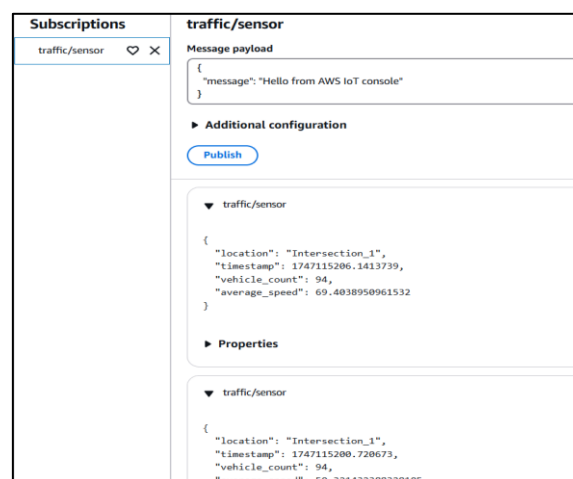 Subscriptions
traffic/sensor
traffic/sensor
Message payload
{
"message": "Hello from AWS IoT console"
}
Additional configuration
Publish
traffic/sensor
{
"location": "Intersection_1",
"timestamp": 1747115206.1413739,
"vehicle_count": 94,
"average_speed": 69.4038950961532
}
Properties
traffic/sensor
{
"location": "Intersection_1",
"timestamp": 1747115200.720673,
"vehicle_count": 94,